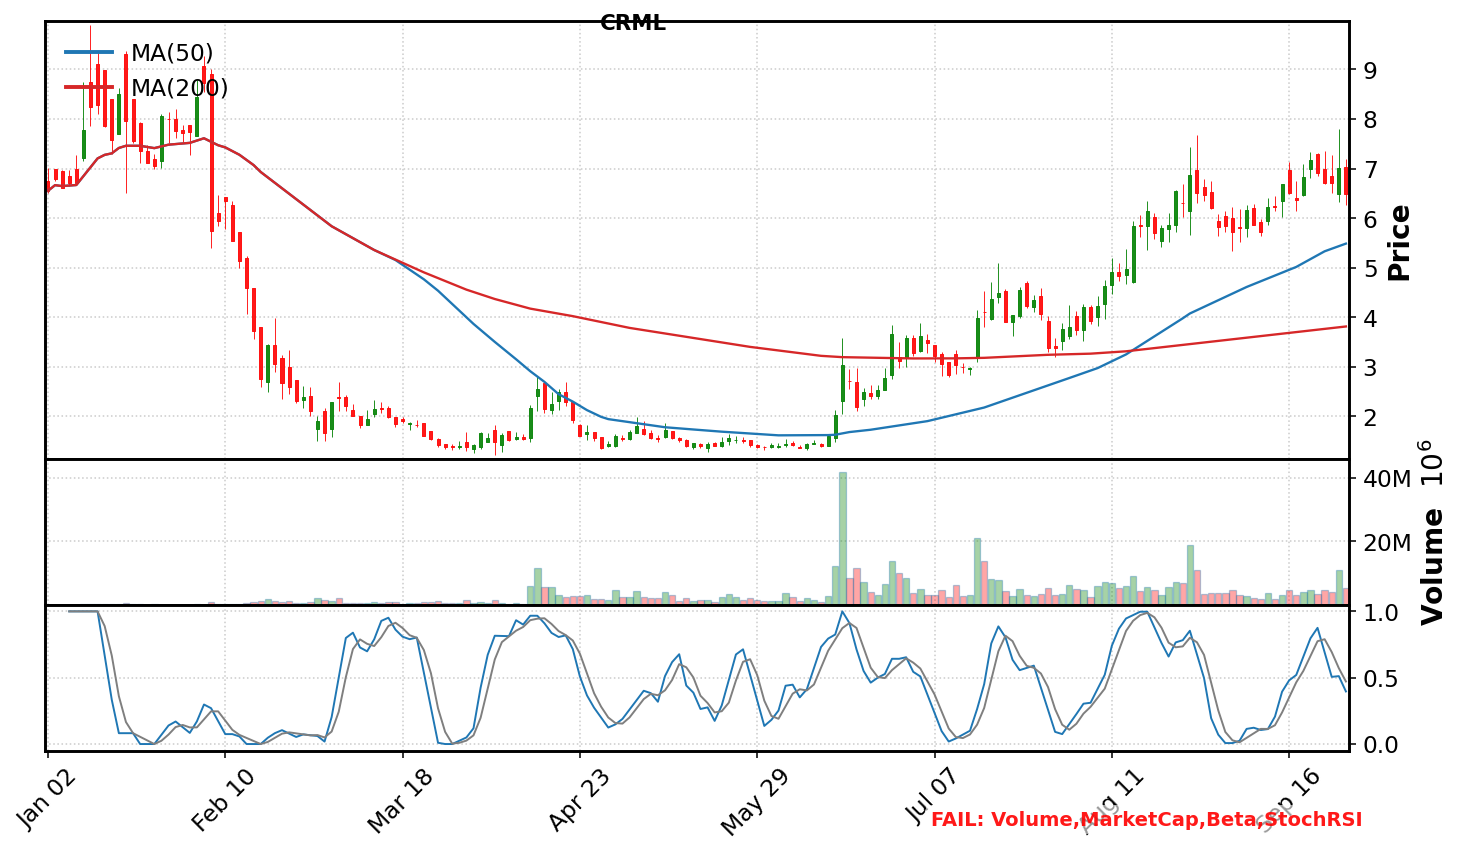 CRML
MA(50)
MA(200)
9
8
7
6
5
4
3
2
Price
40M
20M
Volume 10^6
1.0
0.5
0.0
Jan 02
Feb 10
Mar 18
Apr 23
May 29
Jul 07
Aug 11
Sep 16
FAIL: Volume,MarketCap,Beta,StochRSI